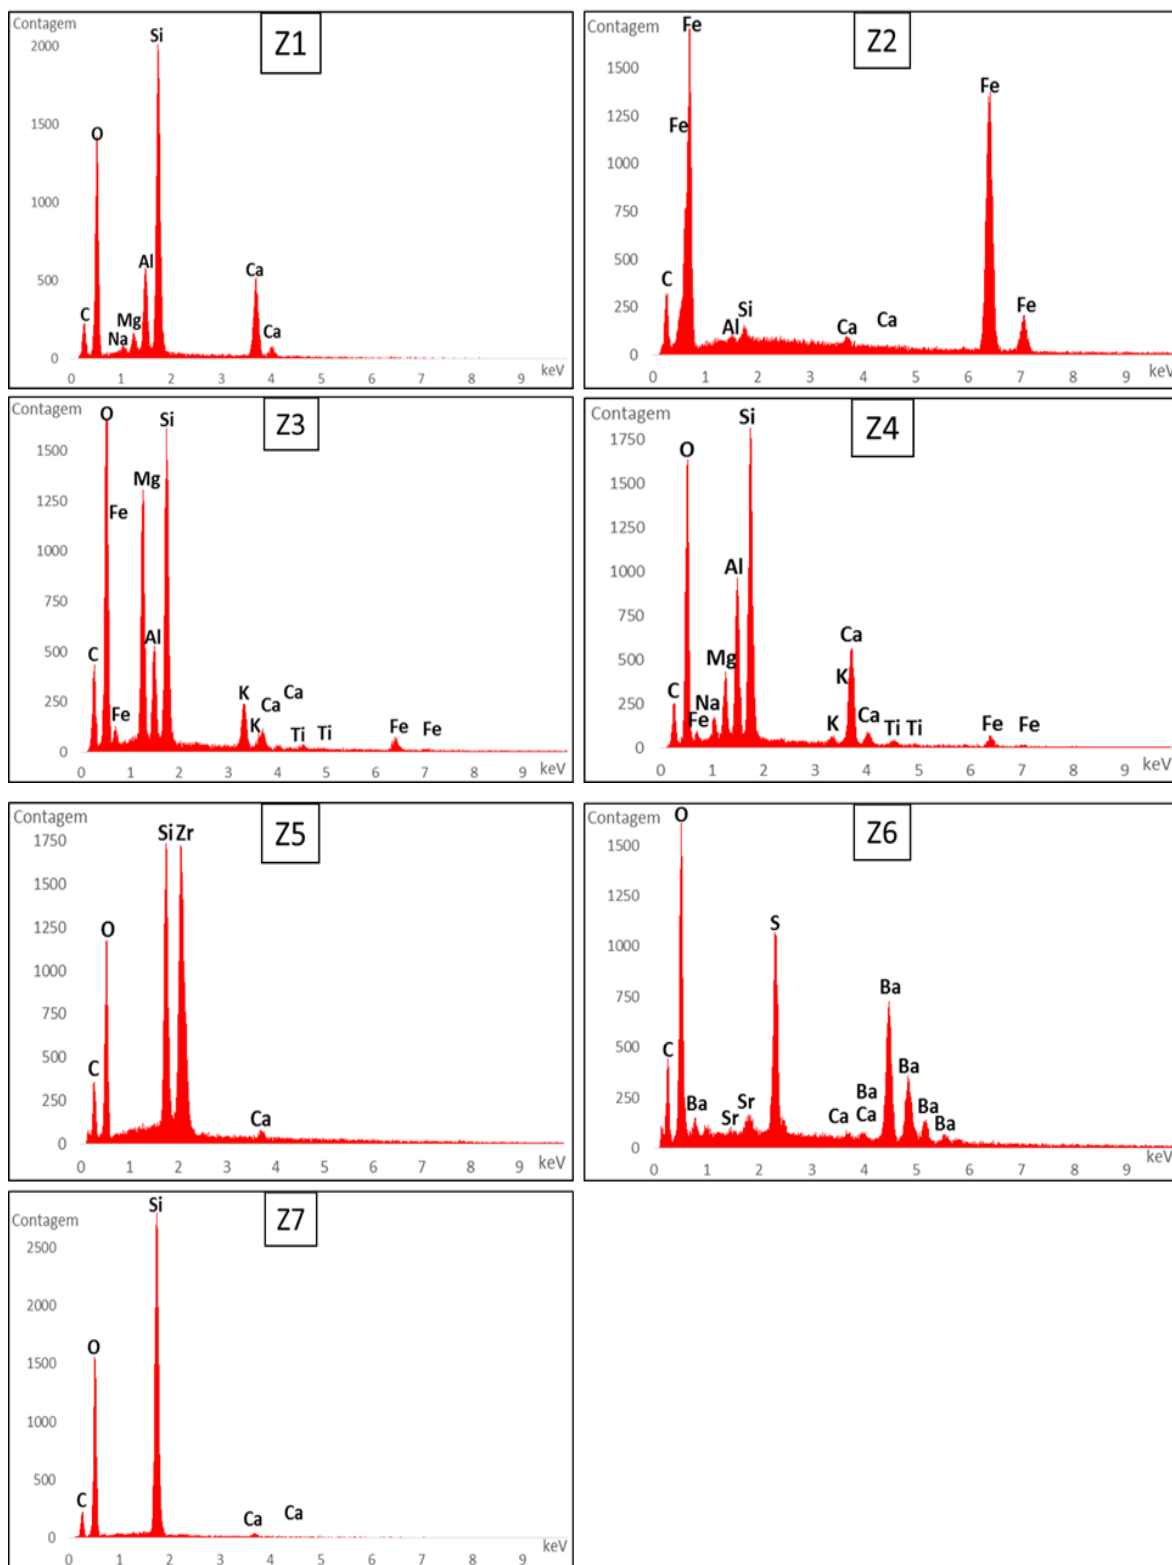 Contagem
Z1
2000
1500
1000
500
0
C
O
Na
Mg
Al
Si
Ca
Ca
0 1 2 3 4 5 6 7 8 9 keV
Contagem
Z2
1500
1250
1000
750
500
250
0
C
Fe
Fe
Al
Si
Ca
Ca
Fe
Fe
0 1 2 3 4 5 6 7 8 9 keV
Contagem
Z3
1500
1250
1000
750
500
250
0
C
O
Fe
Fe
Mg
Al
Si
K
K
Ca
Ca
Ti
Ti
Fe
Fe
0 1 2 3 4 5 6 7 8 9 keV
Contagem
Z4
1750
1500
1250
1000
750
500
250
0
C
O
Fe
Na
Mg
Al
Si
K
K
Ca
Ca
Ti
Ti
Fe
Fe
0 1 2 3 4 5 6 7 8 9 keV
Contagem
Z5
1750
1500
1250
1000
750
500
250
0
C
O
Si
Zr
Ca
0 1 2 3 4 5 6 7 8 9 keV
Contagem
Z6
1500
1250
1000
750
500
250
0
C
O
Ba
Sr
Sr
S
Ca
Ba
Ca
Ba
Ba
Ba
Ba
0 1 2 3 4 5 6 7 8 9 keV
Contagem
Z7
2500
2000
1500
1000
500
0
C
O
Si
Ca
Ca
0 1 2 3 4 5 6 7 8 9 keV